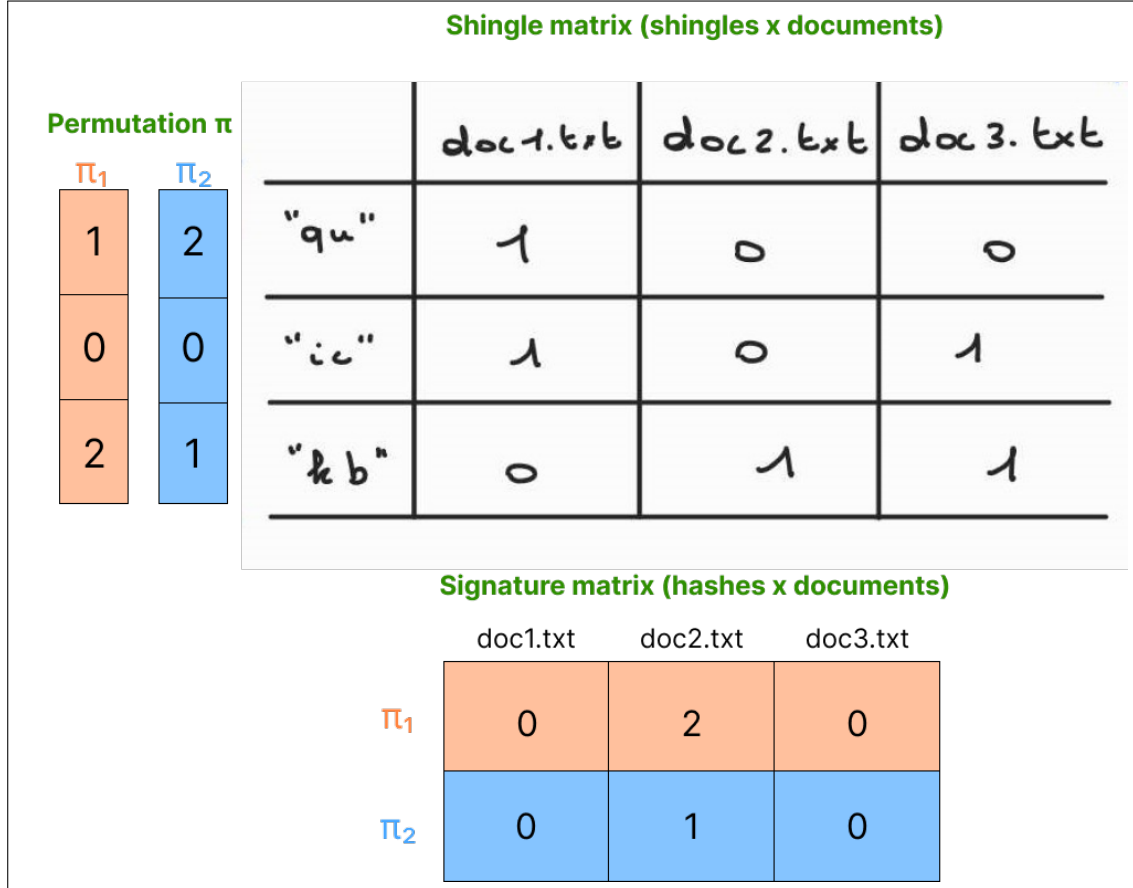 Shingle matrix (shingles x documents)
Permutation π
π₁ π₂
1 2
0 0
2 1
doc1.txt doc2.txt doc3.txt
"qu" 1 0 0
"ic" 1 0 1
"kb" 0 1 1
Signature matrix (hashes x documents)
doc1.txt doc2.txt doc3.txt
π₁ 0 2 0
π₂ 0 1 0